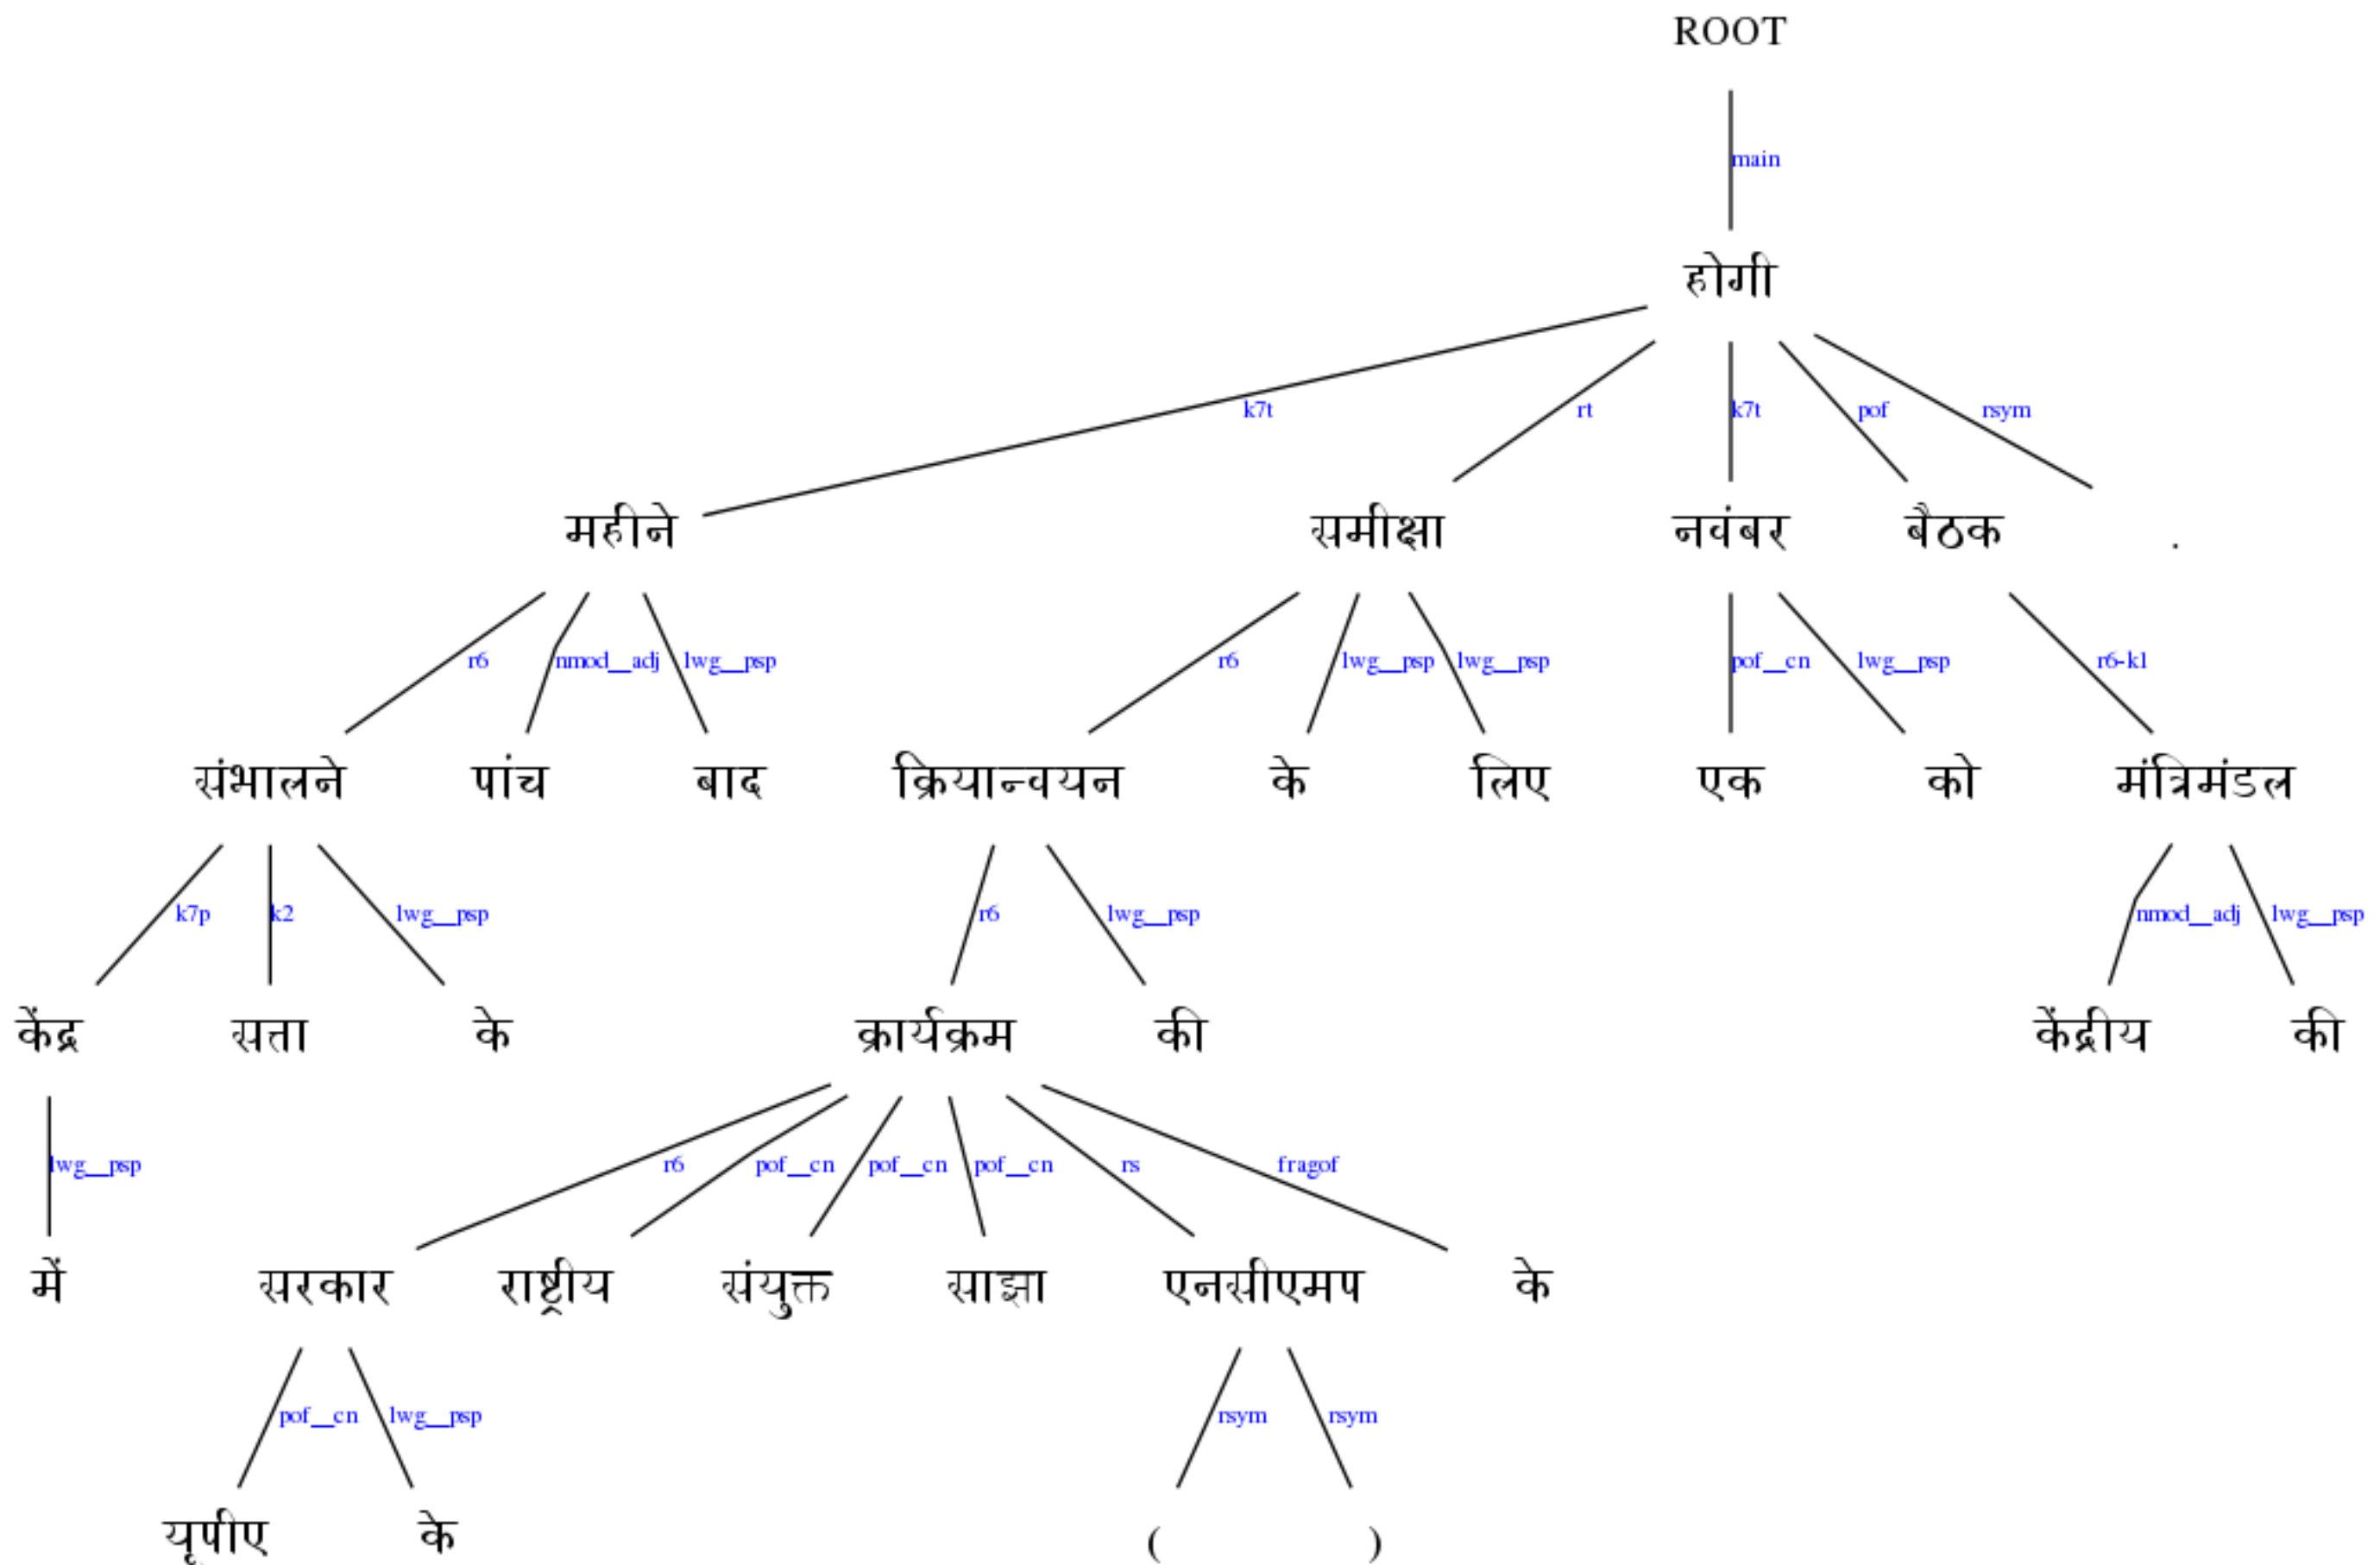 ROOT
main
होगी
k7t rt k7t pof rsym
महीने समीक्षा नवंबर बैठक .
r6 nmod__adj lwg__psp r6 lwg__psp lwg__psp pof__cn lwg__psp r6-k1
संभालने पांच बाद क्रियान्वयन के लिए एक को मंत्रिमंडल
k7p k2 lwg__psp r6 lwg__psp nmod__adj lwg__psp
केंद्र सत्ता के कार्यक्रम की केंद्रीय की
lwg__psp r6 pof__cn pof__cn pof__cn rs fragof
में सरकार राष्ट्रीय संयुक्त साझा एनसीएमप के
pof__cn lwg__psp rsym rsym
यूपीए के ( )